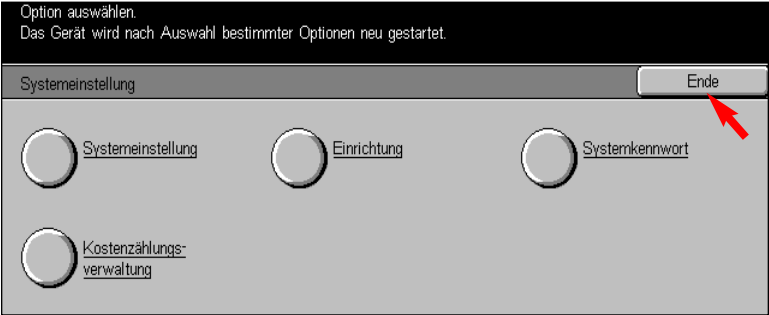 Option auswählen.
Das Gerät wird nach Auswahl bestimmter Optionen neu gestartet.
Systemeinstellung
Ende
Systemeinstellung
Einrichtung
Systemkennwort
Kostenzählungs-
verwaltung